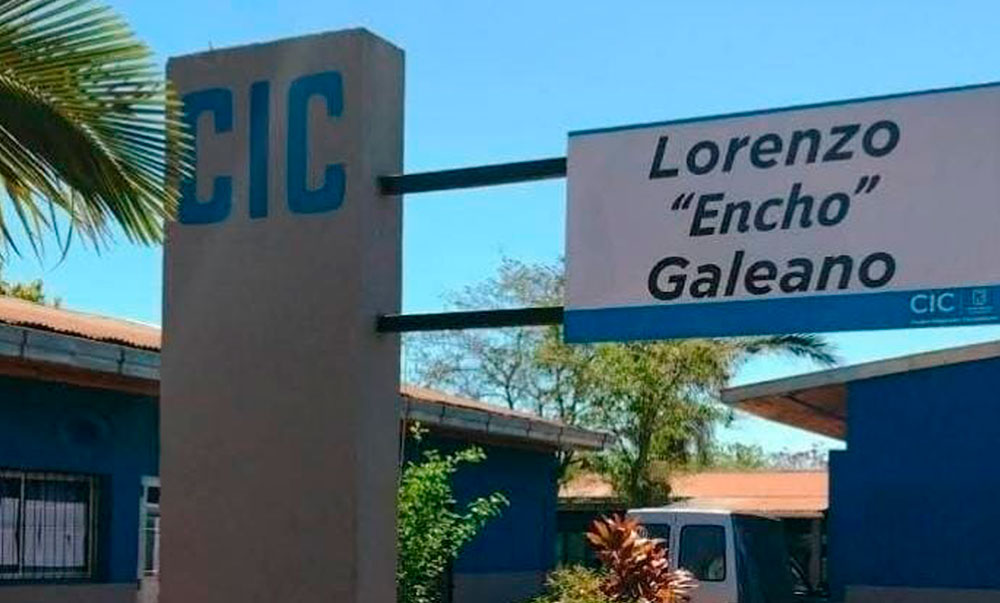 CIC
Lorenzo
“Encho”
Galeano
CIC